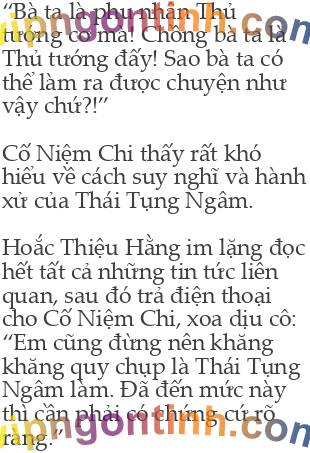 “Bà ta là phu nhân Thủ
tướng cơ mà! Chồng bà ta là
Thủ tướng đấy! Sao bà ta có
thể làm ra được chuyện như
vậy chứ?!”
Cố Niệm Chi thấy rất khó
hiểu về cách suy nghĩ và hành
xử của Thái Tụng Ngâm.
Hoắc Thiệu Hằng im lặng đọc
hết tất cả những tin tức liên
quan, sau đó trả điện thoại
cho Cố Niệm Chi, xoa dịu cô:
“Em cũng đừng nên khăng
khăng quy chụp là Thái Tụng
Ngâm làm. Đã đến mức này
thì cần phải có chứng cứ rõ
ràng.”
vipngontinh.com
vipngontinh.com